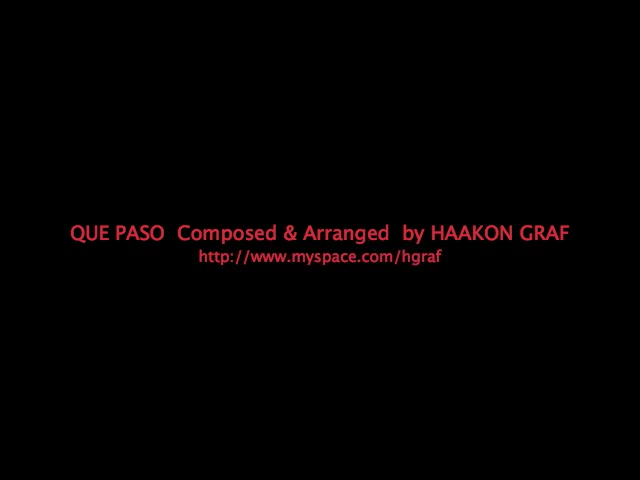 QUE PASO  Composed & Arranged  by HAAKON GRAF
http://www.myspace.com/hgraf